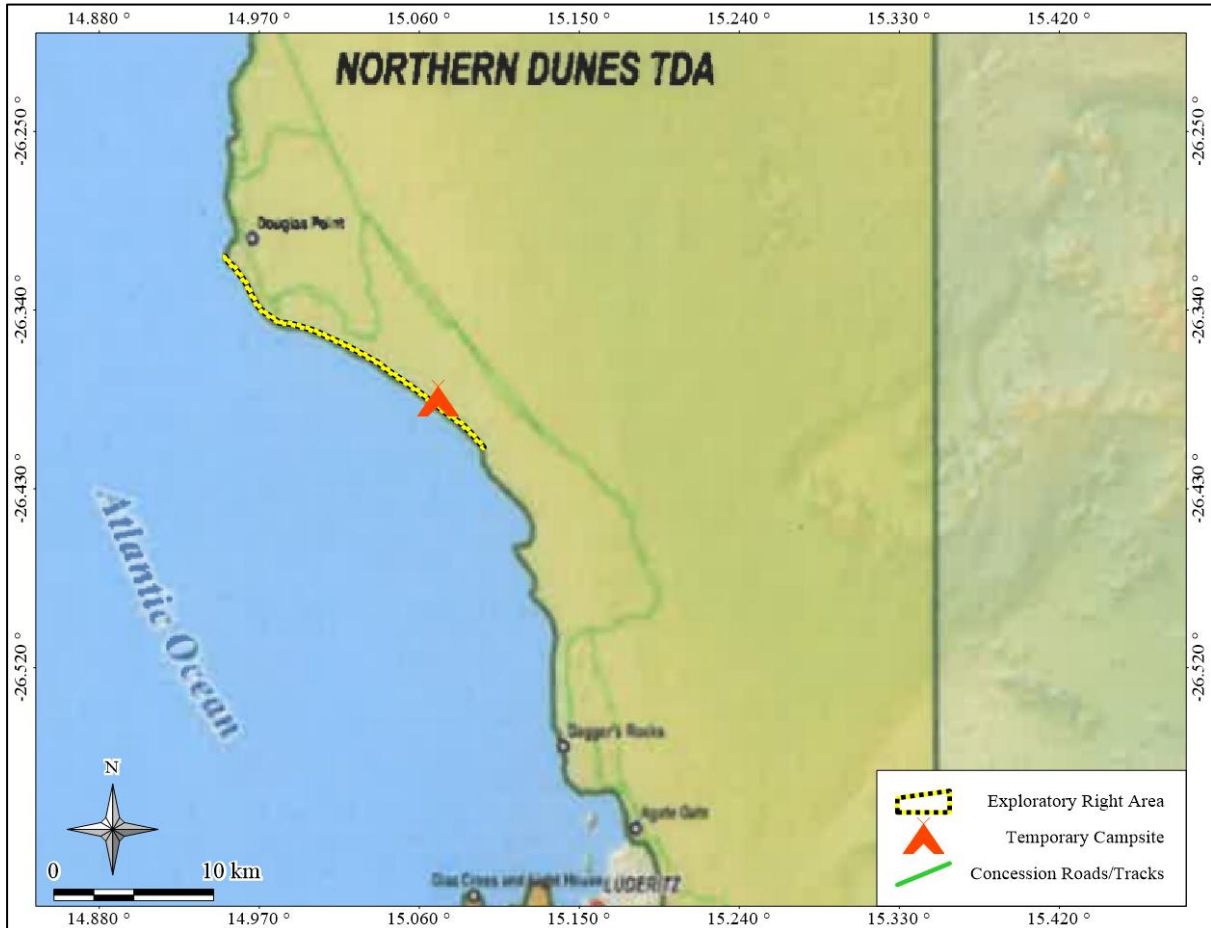 14.880 ° 14.970 ° 15.060 ° 15.150 ° 15.240 ° 15.330 ° 15.420 °
NORTHERN DUNES TDA
-26.250 ° -26.250 °
Douglas Point
-26.340 ° -26.340 °
-26.430 ° -26.430 °
Atlantic Ocean
-26.520 ° -26.520 °
Dagger's Rocks
N
Exploratory Right Area
Agate Gate
Temporary Campsite
0 10 km
Concession Roads/Tracks
Dias Cross and Light House
LUDERITZ
14.880 ° 14.970 ° 15.060 ° 15.150 ° 15.240 ° 15.330 ° 15.420 °